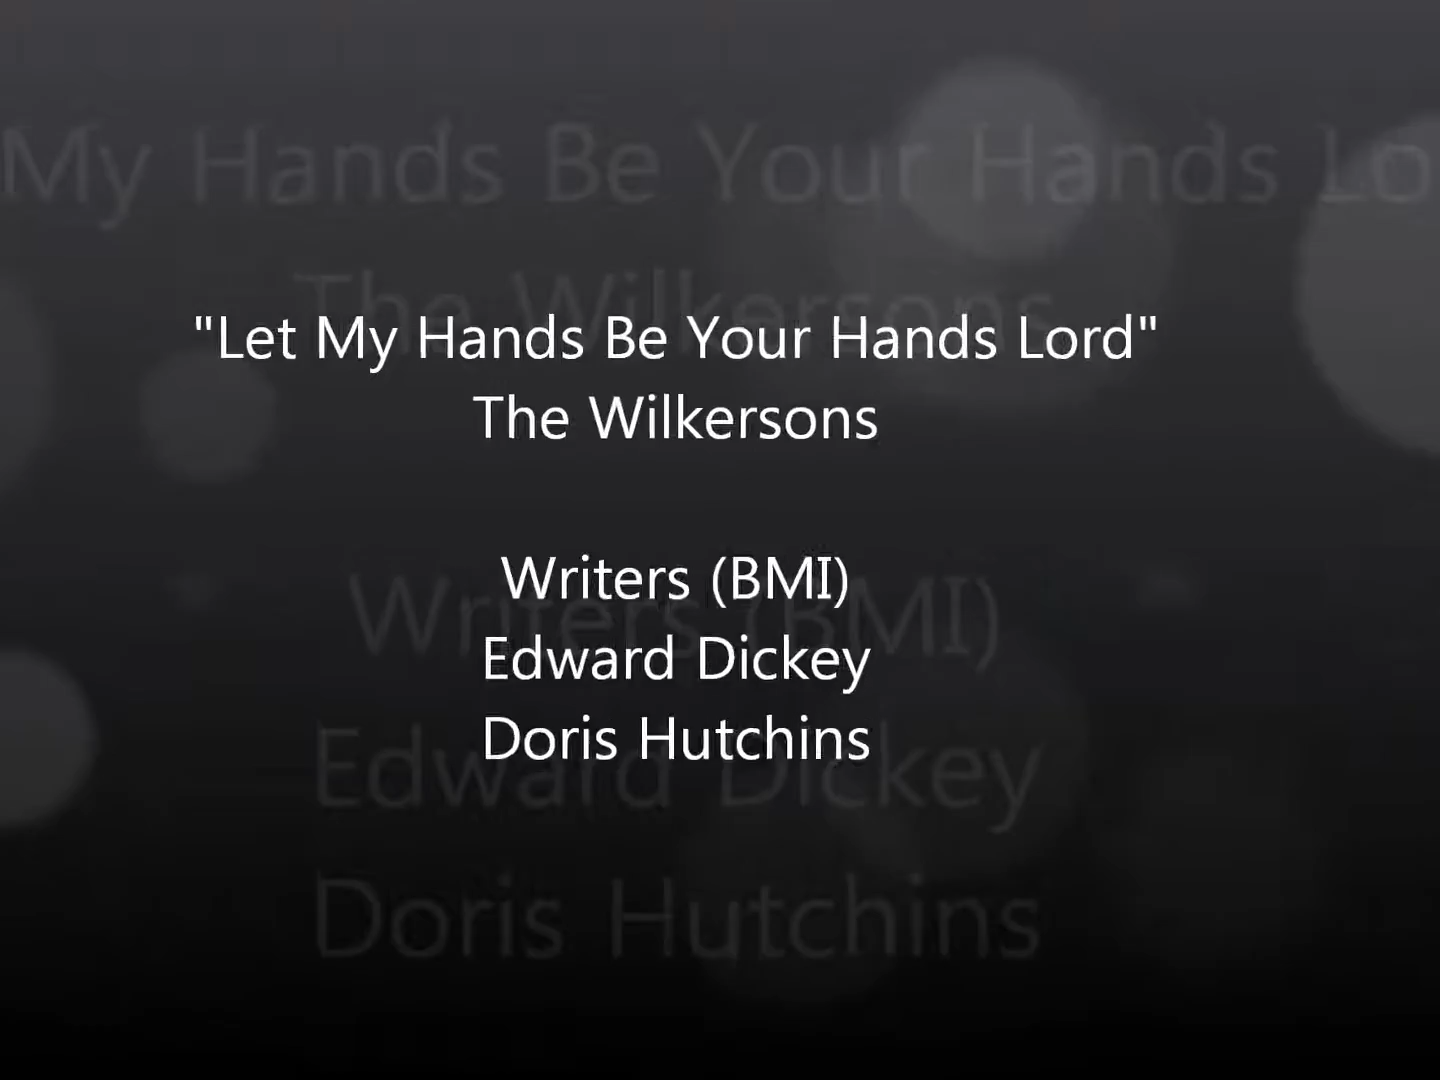 "Let My Hands Be Your Hands Lord"
The Wilkersons
Writers (BMI)
Edward Dickey
Doris Hutchins